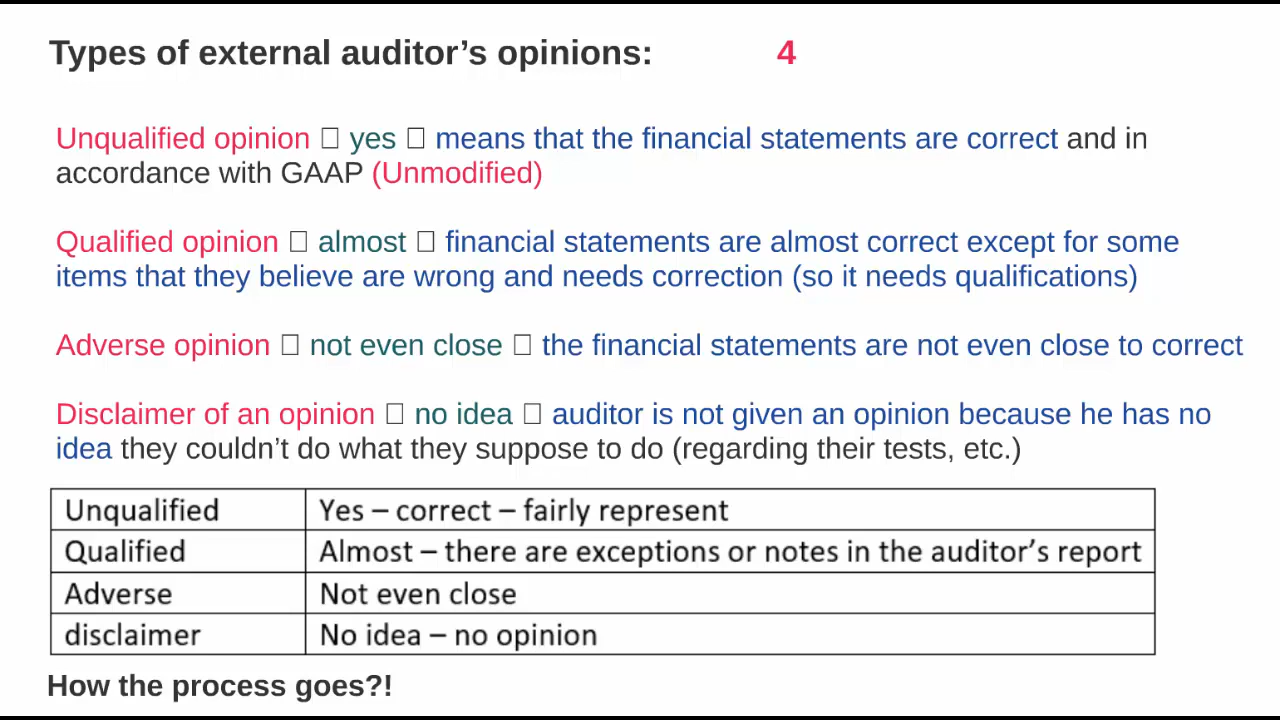 Types of external auditor’s opinions: 4
Unqualified opinion □ yes □ means that the financial statements are correct and in
accordance with GAAP (Unmodified)
Qualified opinion □ almost □ financial statements are almost correct except for some
items that they believe are wrong and needs correction (so it needs qualifications)
Adverse opinion □ not even close □ the financial statements are not even close to correct
Disclaimer of an opinion □ no idea □ auditor is not given an opinion because he has no
idea they couldn’t do what they suppose to do (regarding their tests, etc.)
Unqualified Yes – correct – fairly represent
Qualified Almost – there are exceptions or notes in the auditor’s report
Adverse Not even close
disclaimer No idea – no opinion
How the process goes?!